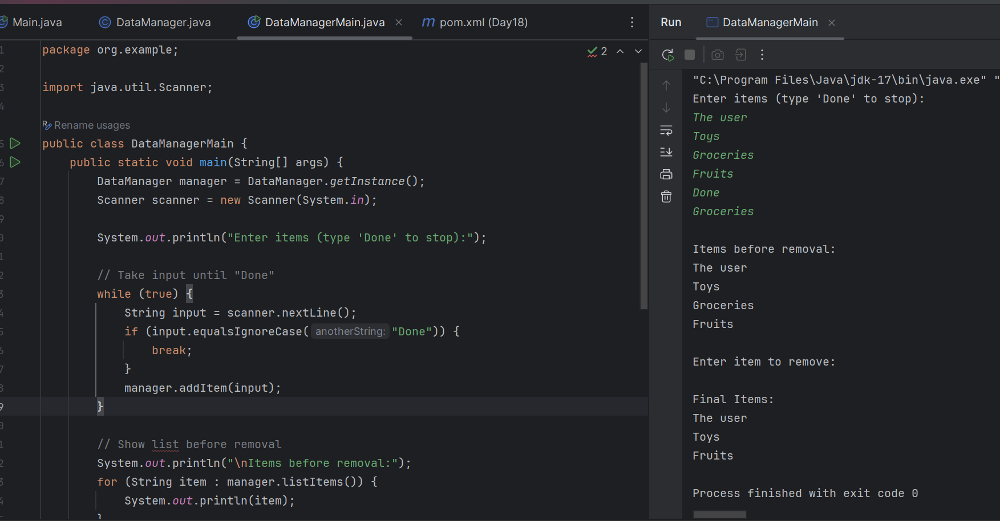 Main.java
DataManager.java
DataManagerMain.java
m pom.xml (Day18)
package org.example;
2
import java.util.Scanner;
Rename usages
public class DataManagerMain {
public static void main(String[] args) {
DataManager manager = DataManager.getInstance();
Scanner scanner = new Scanner(System.in);
System.out.println("Enter items (type 'Done' to stop):");
// Take input until "Done"
while (true) {
String input = scanner.nextLine();
if (input.equalsIgnoreCase( anotherString: "Done")) {
break;
}
manager.addItem(input);
}
// Show list before removal
System.out.println("\nItems before removal:");
for (String item : manager.listItems()) {
System.out.println(item);
Run
DataManagerMain
"C:\Program Files\Java\jdk-17\bin\java.exe" "
Enter items (type 'Done' to stop):
The user
Toys
Groceries
Fruits
Done
Groceries
Items before removal:
The user
Toys
Groceries
Fruits
Enter item to remove:
Final Items:
The user
Toys
Fruits
Process finished with exit code 0